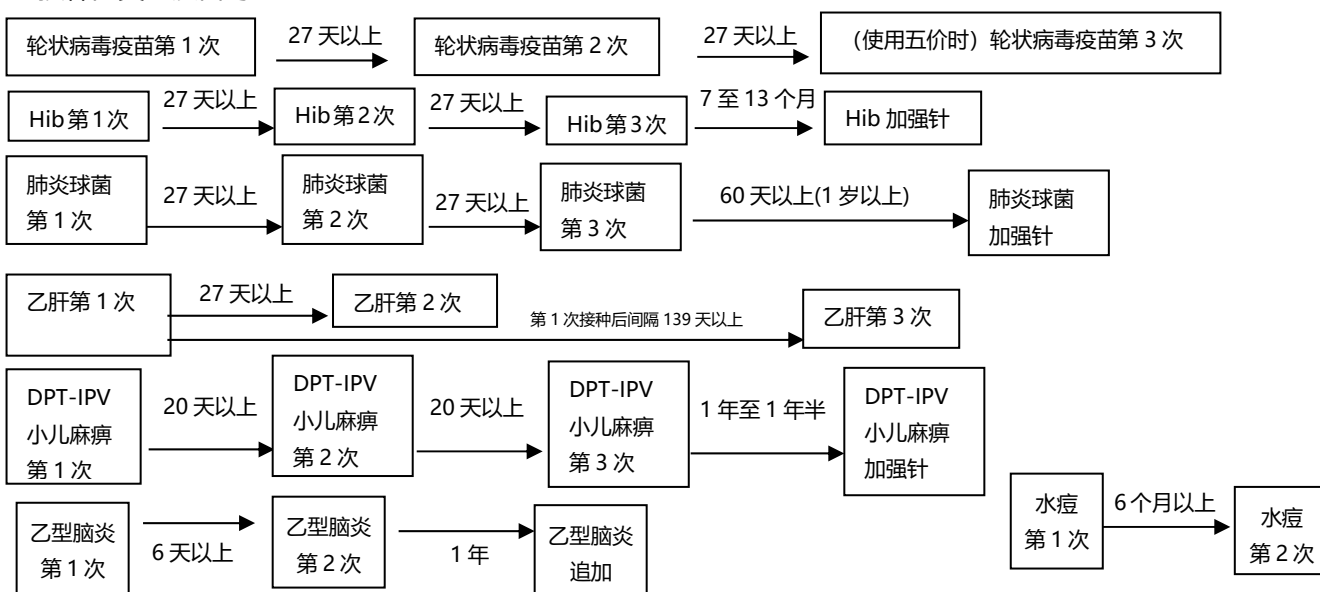 轮状病毒疫苗第 1 次
27 天以上
轮状病毒疫苗第 2 次
27 天以上
（使用五价时）轮状病毒疫苗第 3 次
Hib 第 1 次
27 天以上
Hib 第 2 次
27 天以上
Hib 第 3 次
7 至 13 个月
Hib 加强针
肺炎球菌
第 1 次
27 天以上
肺炎球菌
第 2 次
27 天以上
肺炎球菌
第 3 次
60 天以上(1 岁以上)
肺炎球菌
加强针
乙肝第 1 次
27 天以上
乙肝第 2 次
第 1 次接种后间隔 139 天以上
乙肝第 3 次
DPT-IPV
小儿麻痹
第 1 次
20 天以上
DPT-IPV
小儿麻痹
第 2 次
20 天以上
DPT-IPV
小儿麻痹
第 3 次
1 年至 1 年半
DPT-IPV
小儿麻痹
加强针
乙型脑炎
第 1 次
6 天以上
乙型脑炎
第 2 次
1 年
乙型脑炎
追加
水痘
第 1 次
6 个月以上
水痘
第 2 次